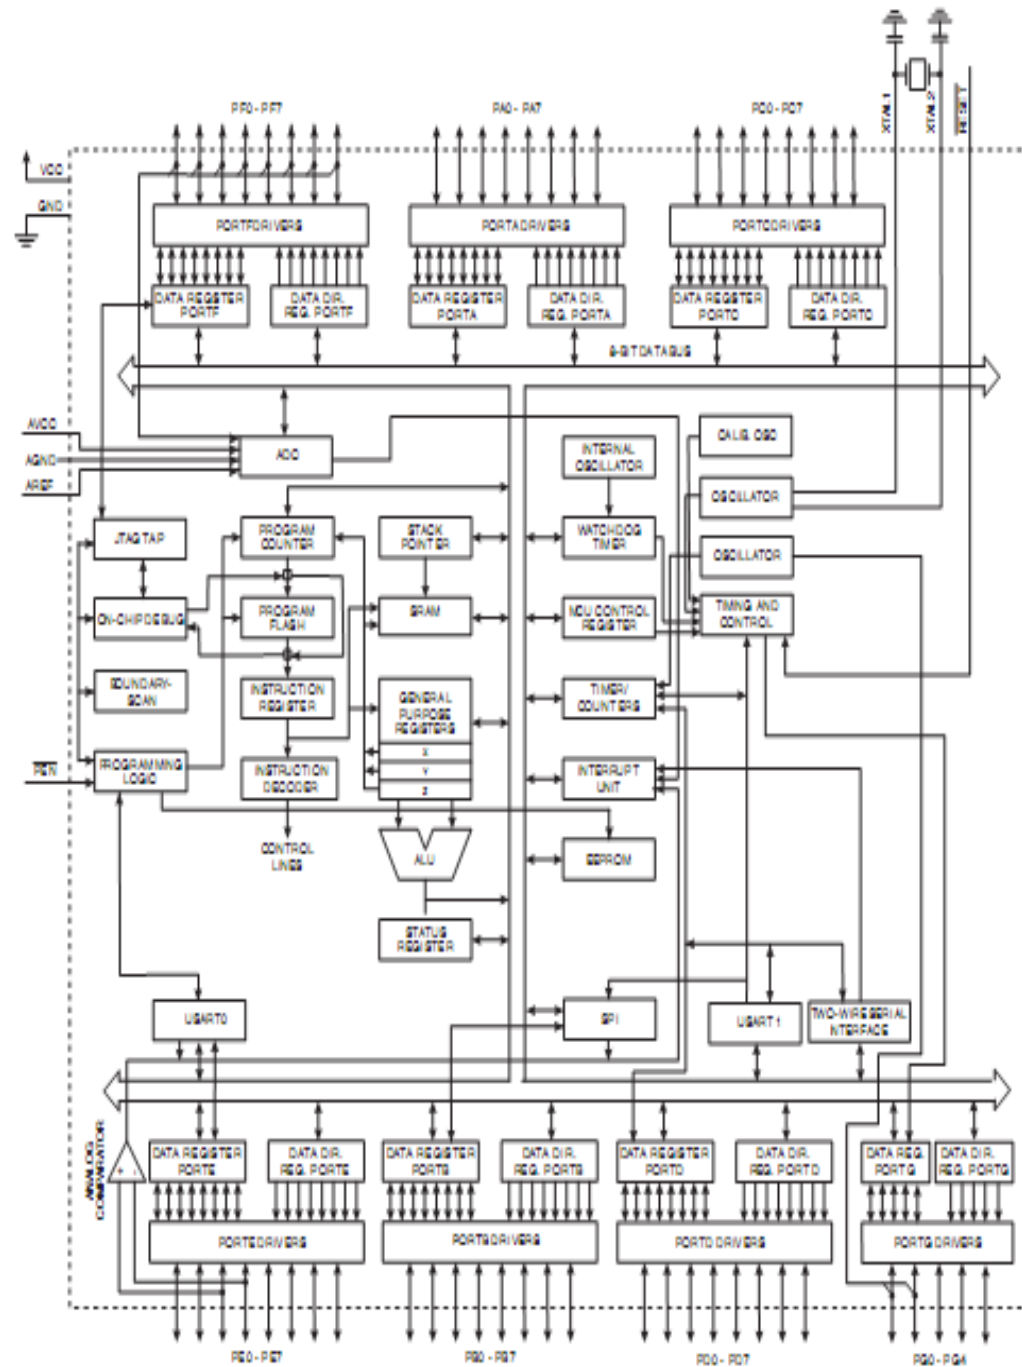 XTAL1
XTAL2
RESET
PF0 - PF7
PA0 - PA7
PC0 - PC7
VCC
GND
PORTF DRIVERS
PORTA DRIVERS
PORTC DRIVERS
DATA REGISTER
PORTF
DATA DIR.
REG. PORTF
DATA REGISTER
PORTA
DATA DIR.
REG. PORTA
DATA REGISTER
PORTC
DATA DIR.
REG. PORTC
8-BIT DATA BUS
AVCC
AGND
AREF
ADC
INTERNAL
OSCILLATOR
CALIB. OSC
OSCILLATOR
JTAG TAP
PROGRAM
COUNTER
STACK
POINTER
WATCHDOG
TIMER
OSCILLATOR
ON-CHIP DEBUG
PROGRAM
FLASH
SRAM
MCU CONTROL
REGISTER
TIMING AND
CONTROL
BOUNDARY-
SCAN
INSTRUCTION
REGISTER
GENERAL
PURPOSE
REGISTERS
X
Y
Z
TIMER/
COUNTERS
PEN
PROGRAMMING
LOGIC
INSTRUCTION
DECODER
INTERRUPT
UNIT
CONTROL
LINES
ALU
EEPROM
STATUS
REGISTER
USART0
SPI
USART1
TWO-WIRE SERIAL
INTERFACE
ANALOG
COMPARATOR
+
-
DATA REGISTER
PORTE
DATA DIR.
REG. PORTE
DATA REGISTER
PORTB
DATA DIR.
REG. PORTB
DATA REGISTER
PORTD
DATA DIR.
REG. PORTD
DATA REG.
PORTG
DATA DIR.
REG. PORTG
PORTE DRIVERS
PORTB DRIVERS
PORTD DRIVERS
PORTG DRIVERS
PE0 - PE7
PB0 - PB7
PD0 - PD7
PG0 - PG4